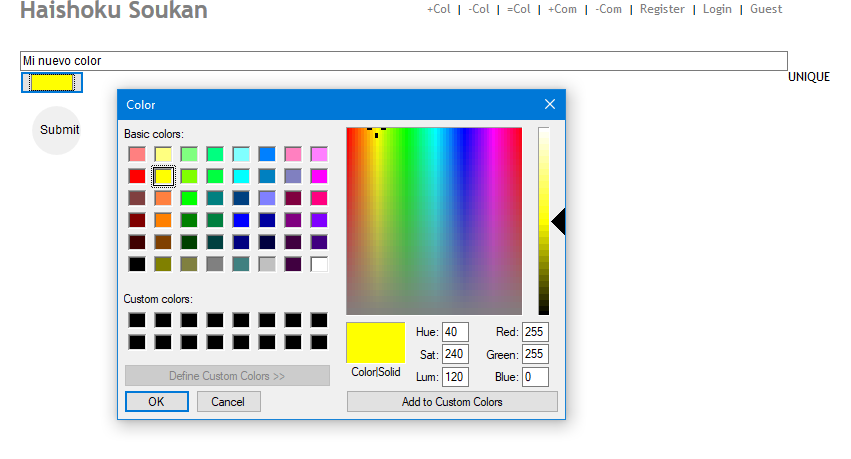 Haishoku Soukan
+Col | -Col | =Col | +Com | -Com | Register | Login | Guest
Mi nuevo color
UNIQUE
Submit
Color
Basic colors:
Custom colors:
Define Custom Colors >>
OK Cancel
Color|Solid
Hue: 40 Red: 255
Sat: 240 Green: 255
Lum: 120 Blue: 0
Add to Custom Colors